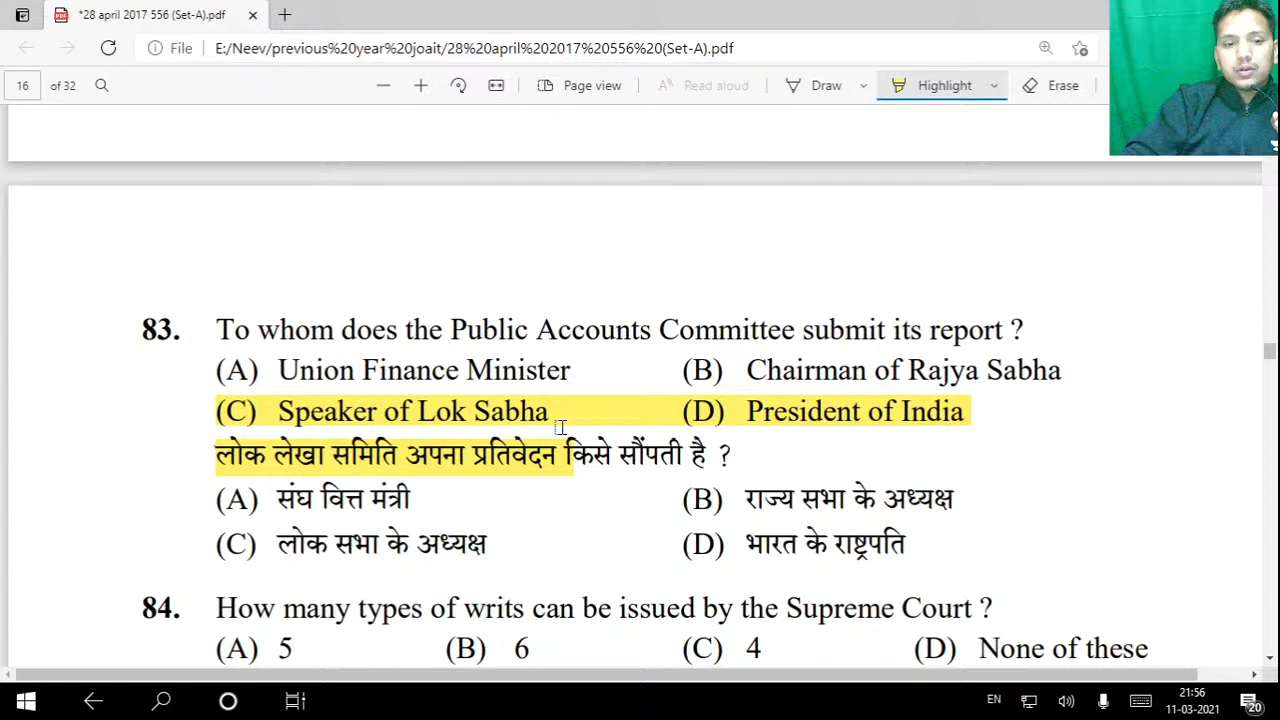 *28 april 2017 556 (Set-A).pdf
File E:/Neev/previous%20year%20joait/28%20april%202017%20556%20(Set-A).pdf
16 of 32 Page view Read aloud Draw Highlight Erase
83. To whom does the Public Accounts Committee submit its report ?
(A) Union Finance Minister (B) Chairman of Rajya Sabha
(C) Speaker of Lok Sabha (D) President of India
लोक लेखा समिति अपना प्रतिवेदन किसे सौंपती है ?
(A) संघ वित्त मंत्री (B) राज्य सभा के अध्यक्ष
(C) लोक सभा के अध्यक्ष (D) भारत के राष्ट्रपति
84. How many types of writs can be issued by the Supreme Court ?
(A) 5 (B) 6 (C) 4 (D) None of these
EN 21:56
11-03-2021 20